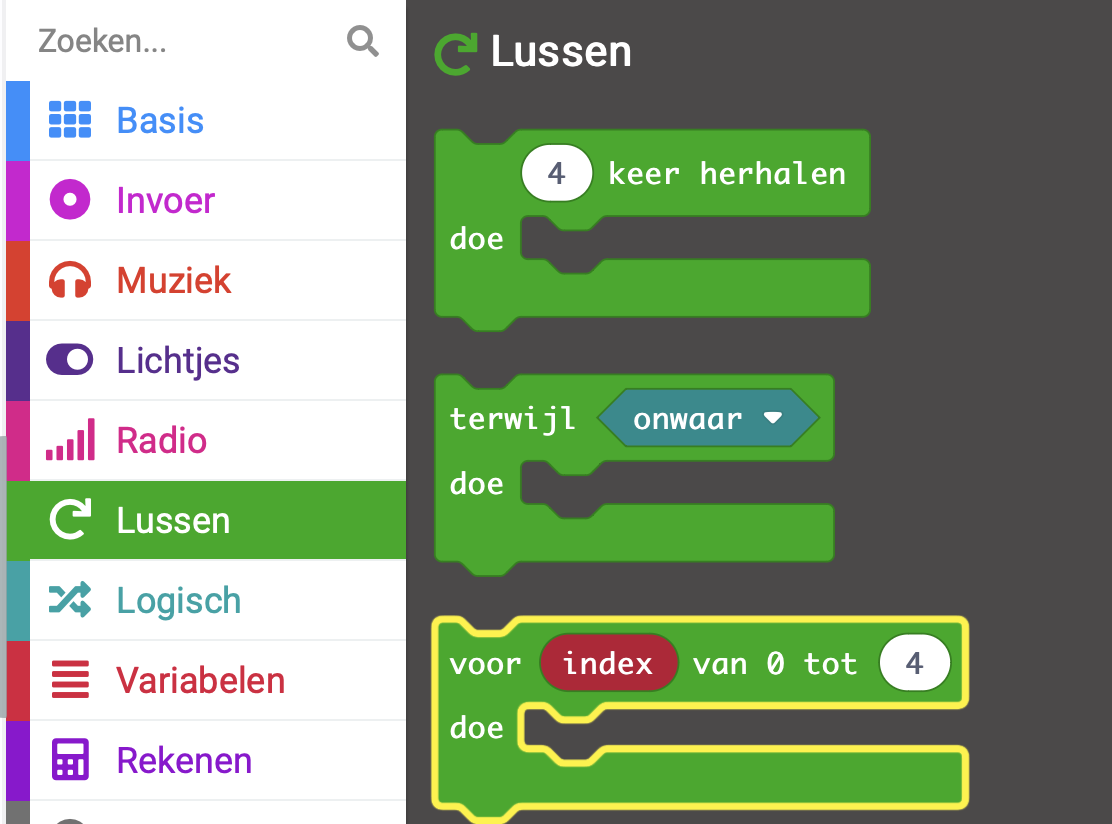 Zoeken...
Basis
Invoer
Muziek
Lichtjes
Radio
Lussen
Logisch
Variabelen
Rekenen
Lussen
4 keer herhalen
doe
terwijl onwaar
doe
voor index van 0 tot 4
doe